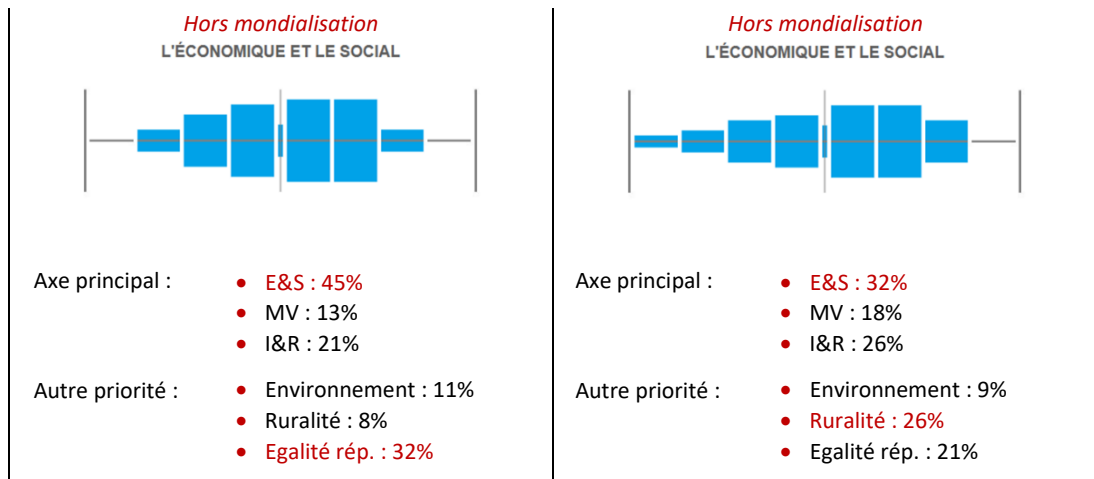 Hors mondialisation
L'ÉCONOMIQUE ET LE SOCIAL
Axe principal :
• E&S : 45%
• MV : 13%
• I&R : 21%
Autre priorité :
• Environnement : 11%
• Ruralité : 8%
• Egalité rép. : 32%
Hors mondialisation
L'ÉCONOMIQUE ET LE SOCIAL
Axe principal :
• E&S : 32%
• MV : 18%
• I&R : 26%
Autre priorité :
• Environnement : 9%
• Ruralité : 26%
• Egalité rép. : 21%